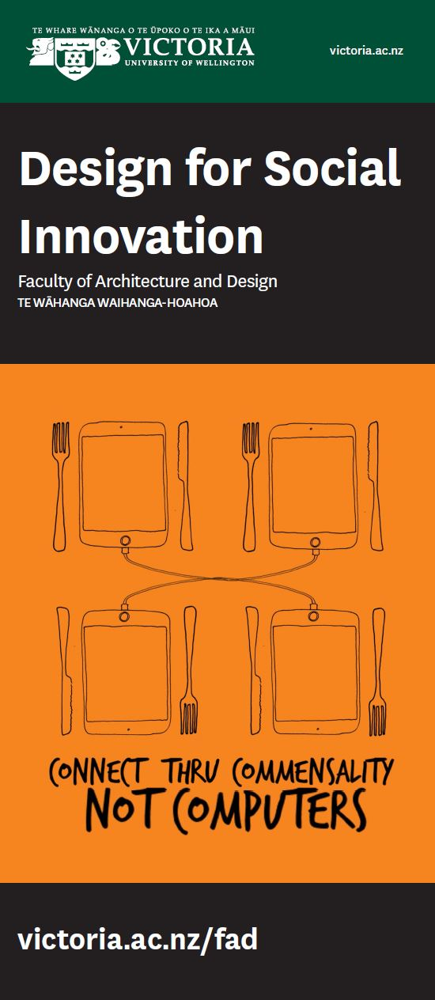 TE WHARE WĀNANGA O TE ŪPOKO O TE IKA A MĀUI
VICTORIA
UNIVERSITY OF WELLINGTON
victoria.ac.nz
Design for Social
Innovation
Faculty of Architecture and Design
TE WĀHANGA WAIHANGA-HOAHOA
CONNECT THRU COMMENSALITY
NOT COMPUTERS
victoria.ac.nz/fad